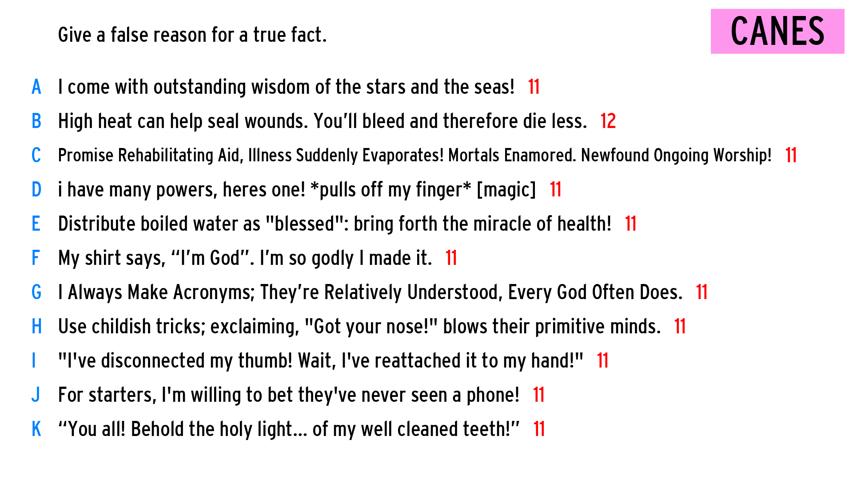 Give a false reason for a true fact.
CANES
A I come with outstanding wisdom of the stars and the seas! 11
B High heat can help seal wounds. You’ll bleed and therefore die less. 12
C Promise Rehabilitating Aid, Illness Suddenly Evaporates! Mortals Enamored. Newfound Ongoing Worship! 11
D i have many powers, heres one! *pulls off my finger* [magic] 11
E Distribute boiled water as "blessed": bring forth the miracle of health! 11
F My shirt says, “I’m God”. I’m so godly I made it. 11
G I Always Make Acronyms; They’re Relatively Understood, Every God Often Does. 11
H Use childish tricks; exclaiming, "Got your nose!" blows their primitive minds. 11
I "I've disconnected my thumb! Wait, I've reattached it to my hand!" 11
J For starters, I'm willing to bet they've never seen a phone! 11
K “You all! Behold the holy light... of my well cleaned teeth!” 11